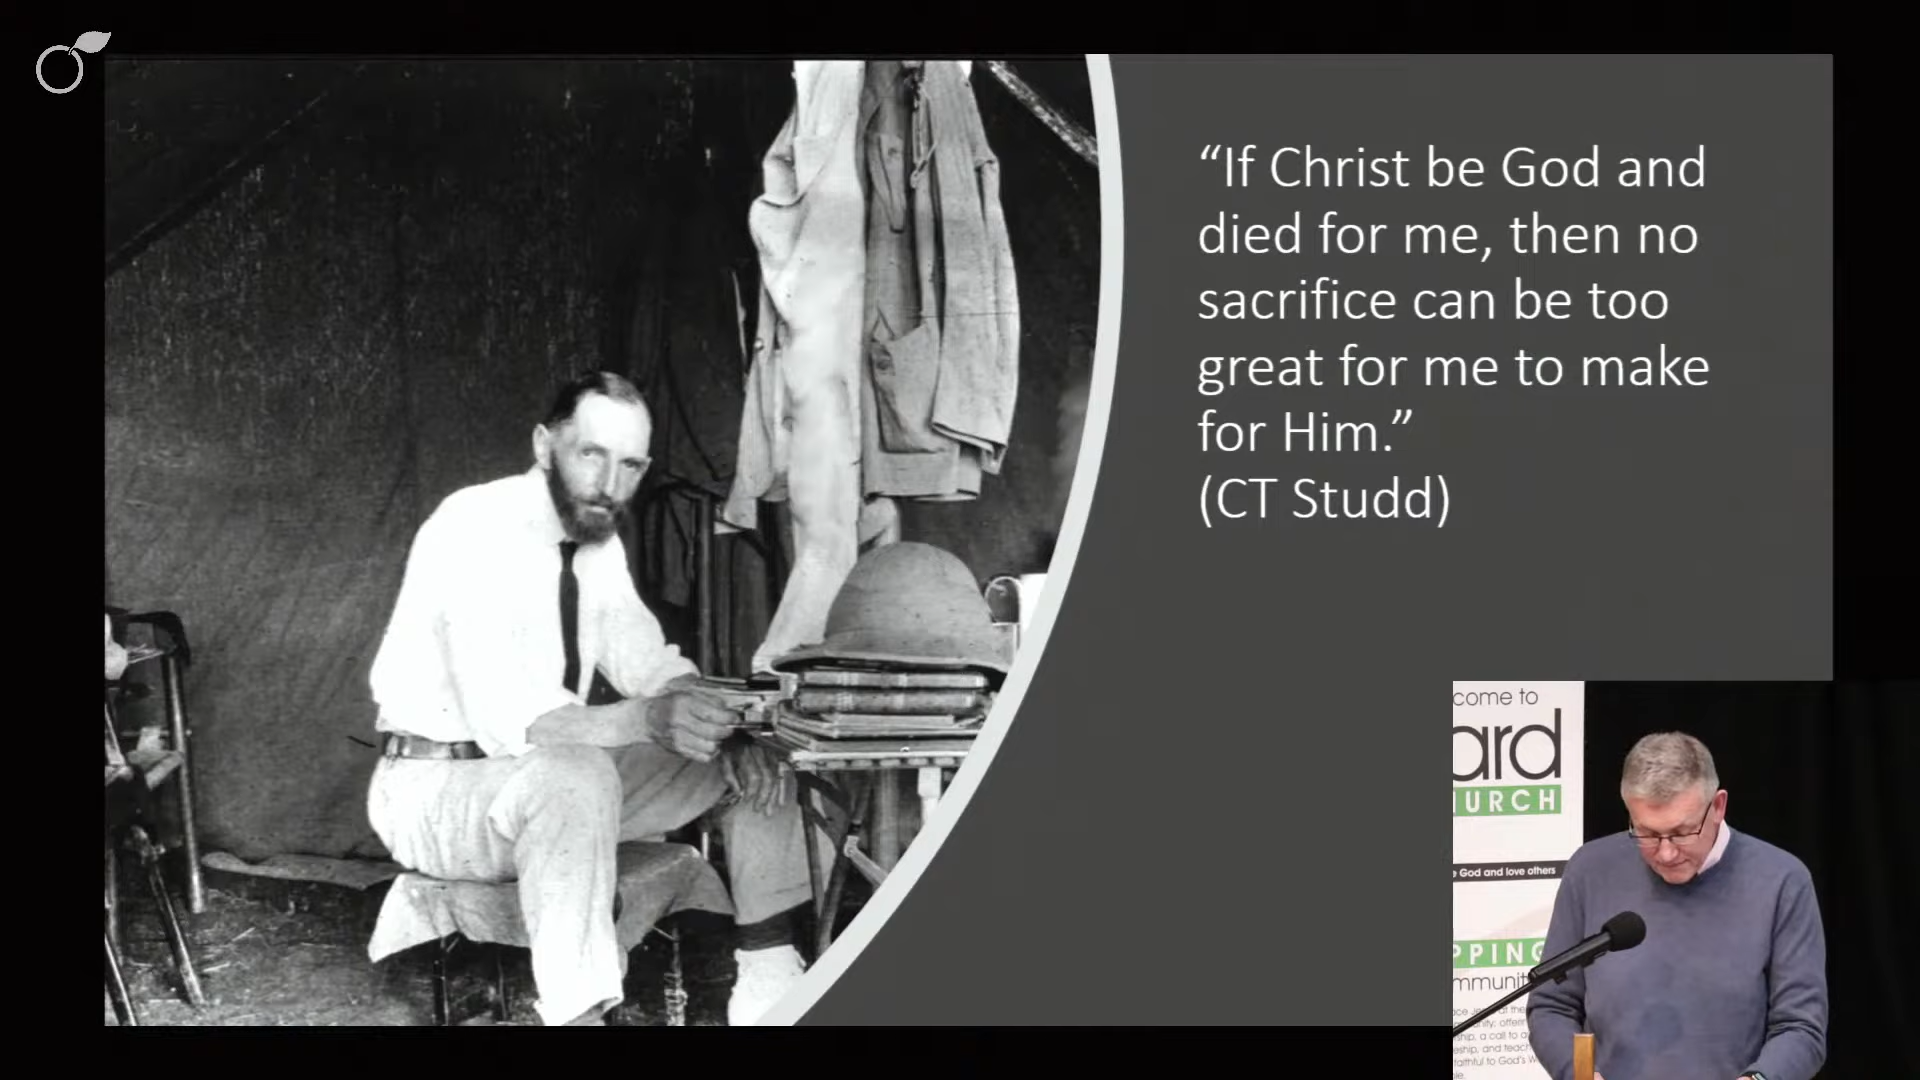 “If Christ be God and
died for me, then no
sacrifice can be too
great for me to make
for Him.”
(CT Studd)
come to
ard
HURCH
God and love others
PPING
mmunit